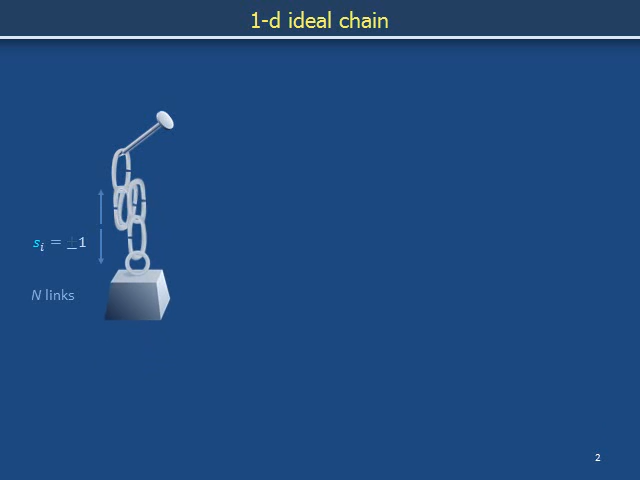 1-d ideal chain
sᵢ = ±1
N links
2